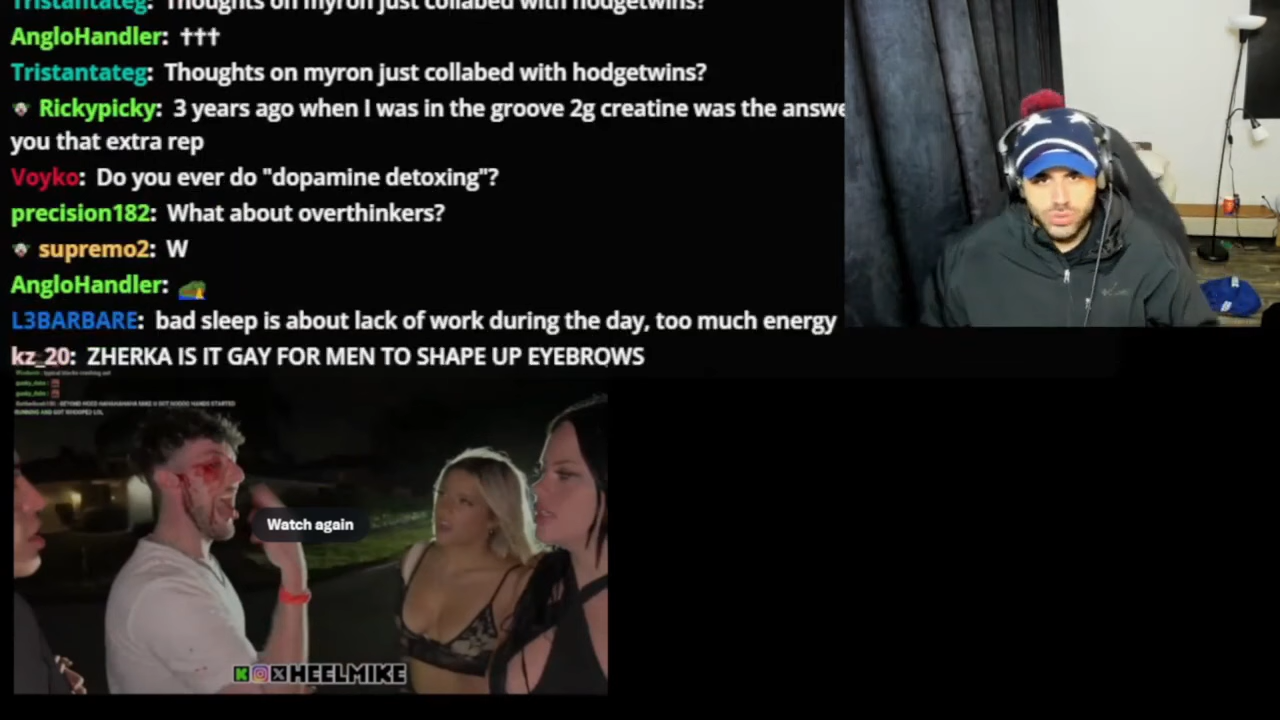 Tristantateg: Thoughts on myron just collabed with hodgetwins?
AngloHandler: †††
Tristantateg: Thoughts on myron just collabed with hodgetwins?
Rickypicky: 3 years ago when I was in the groove 2g creatine was the answe
you that extra rep
Voyko: Do you ever do "dopamine detoxing"?
precision182: What about overthinkers?
supremo2: W
AngloHandler:
L3BARBARE: bad sleep is about lack of work during the day, too much energy
kz_20: ZHERKA IS IT GAY FOR MEN TO SHAPE UP EYEBROWS
Watch again
K X HEELMIKE